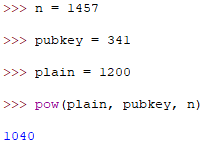 >>> n = 1457
>>> pubkey = 341
>>> plain = 1200
>>> pow(plain, pubkey, n)
1040